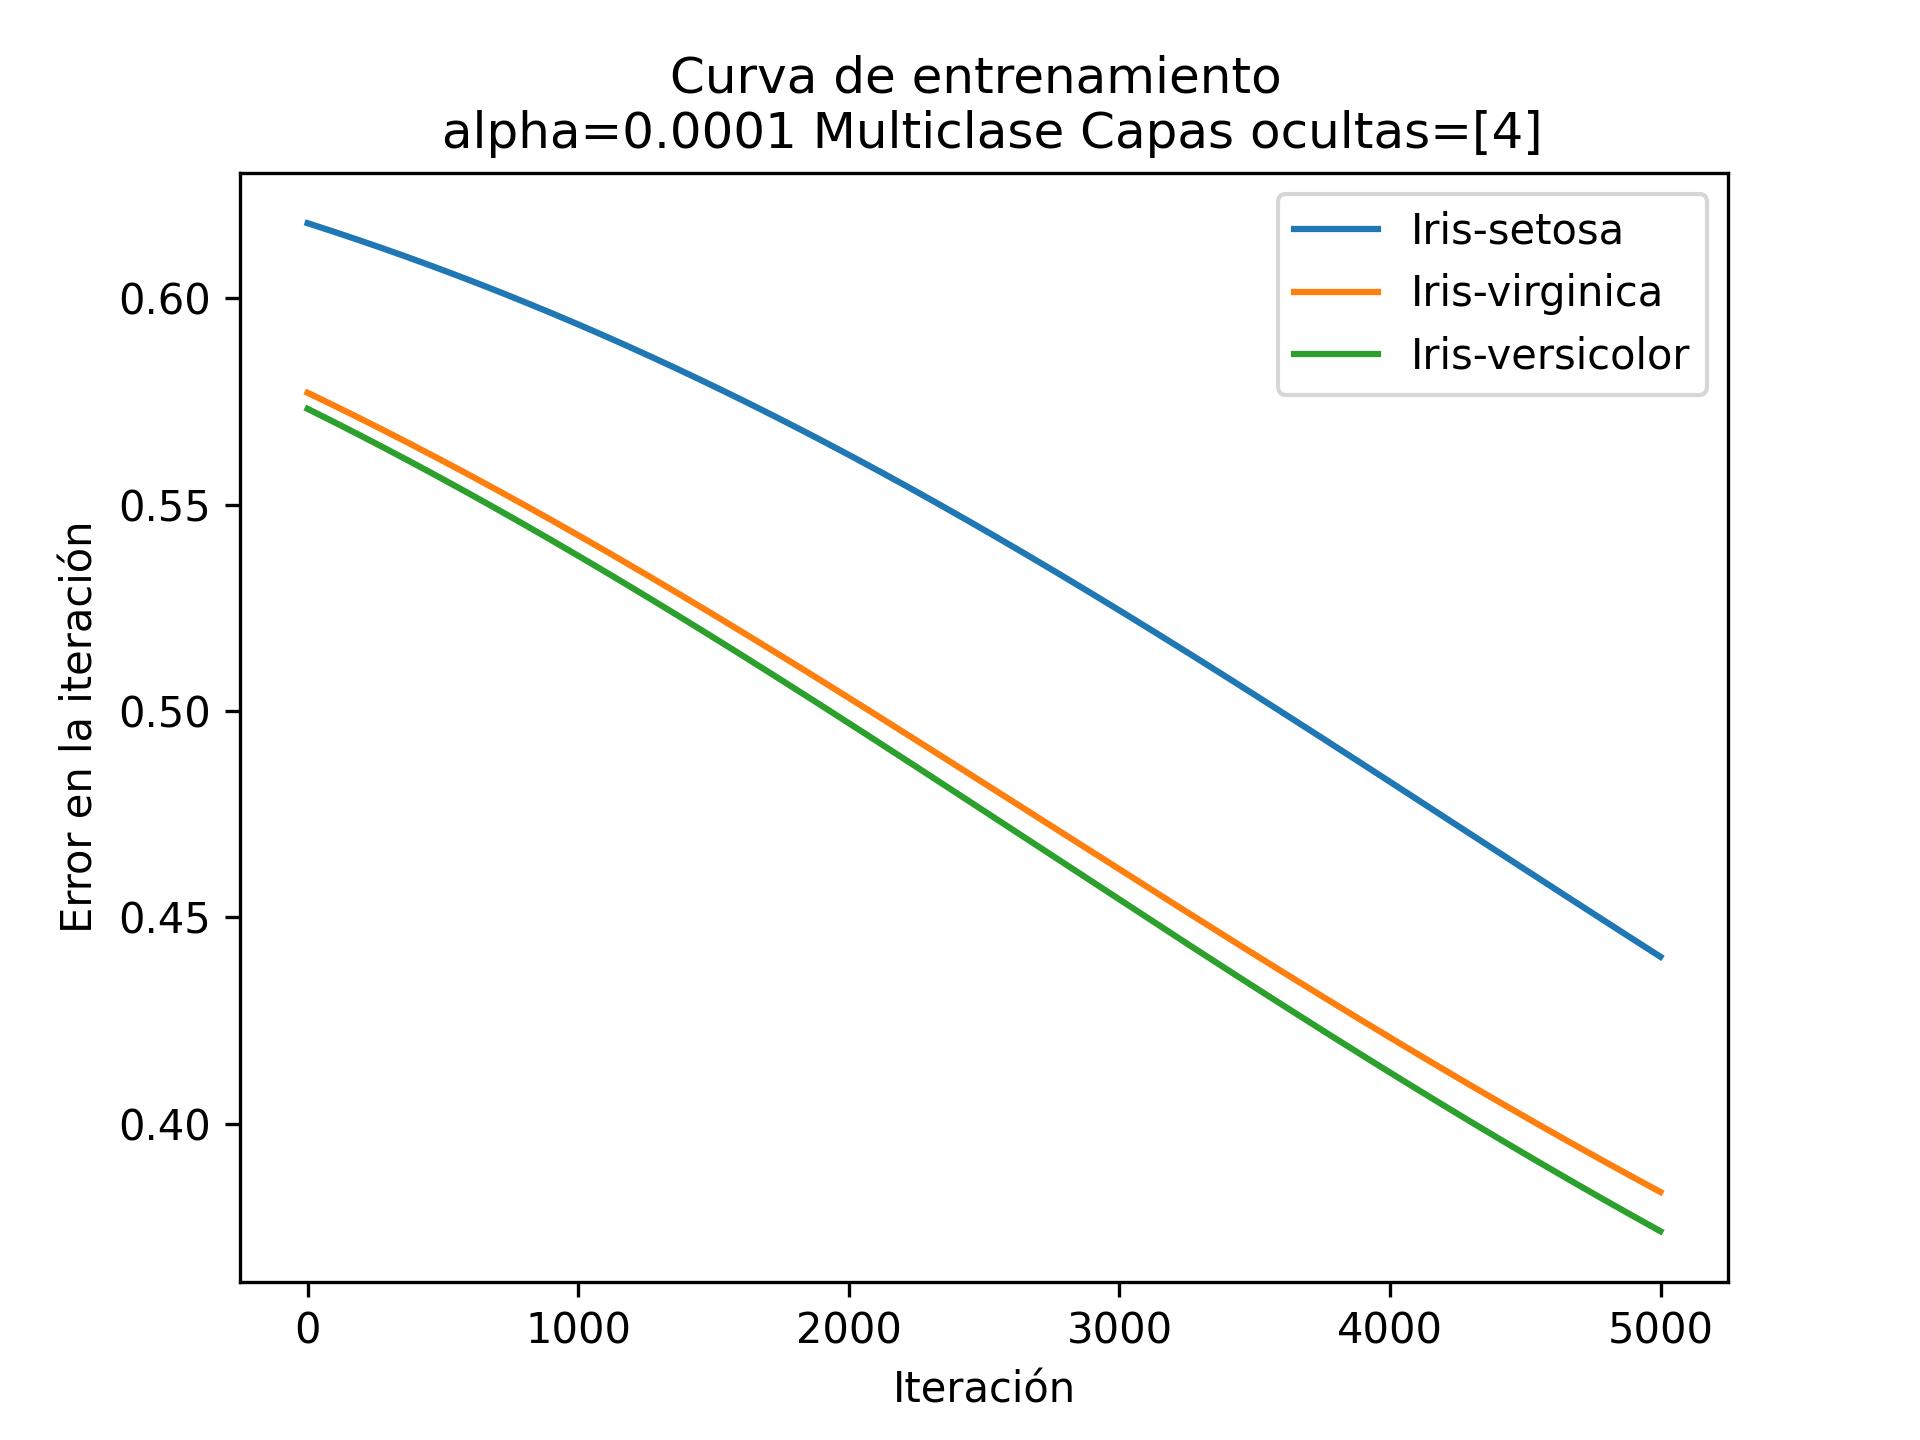 Curva de entrenamiento
alpha=0.0001 Multiclase Capas ocultas=[4]
Iris-setosa
Iris-virginica
Iris-versicolor
Error en la iteración
0.60
0.55
0.50
0.45
0.40
0 1000 2000 3000 4000 5000
Iteración